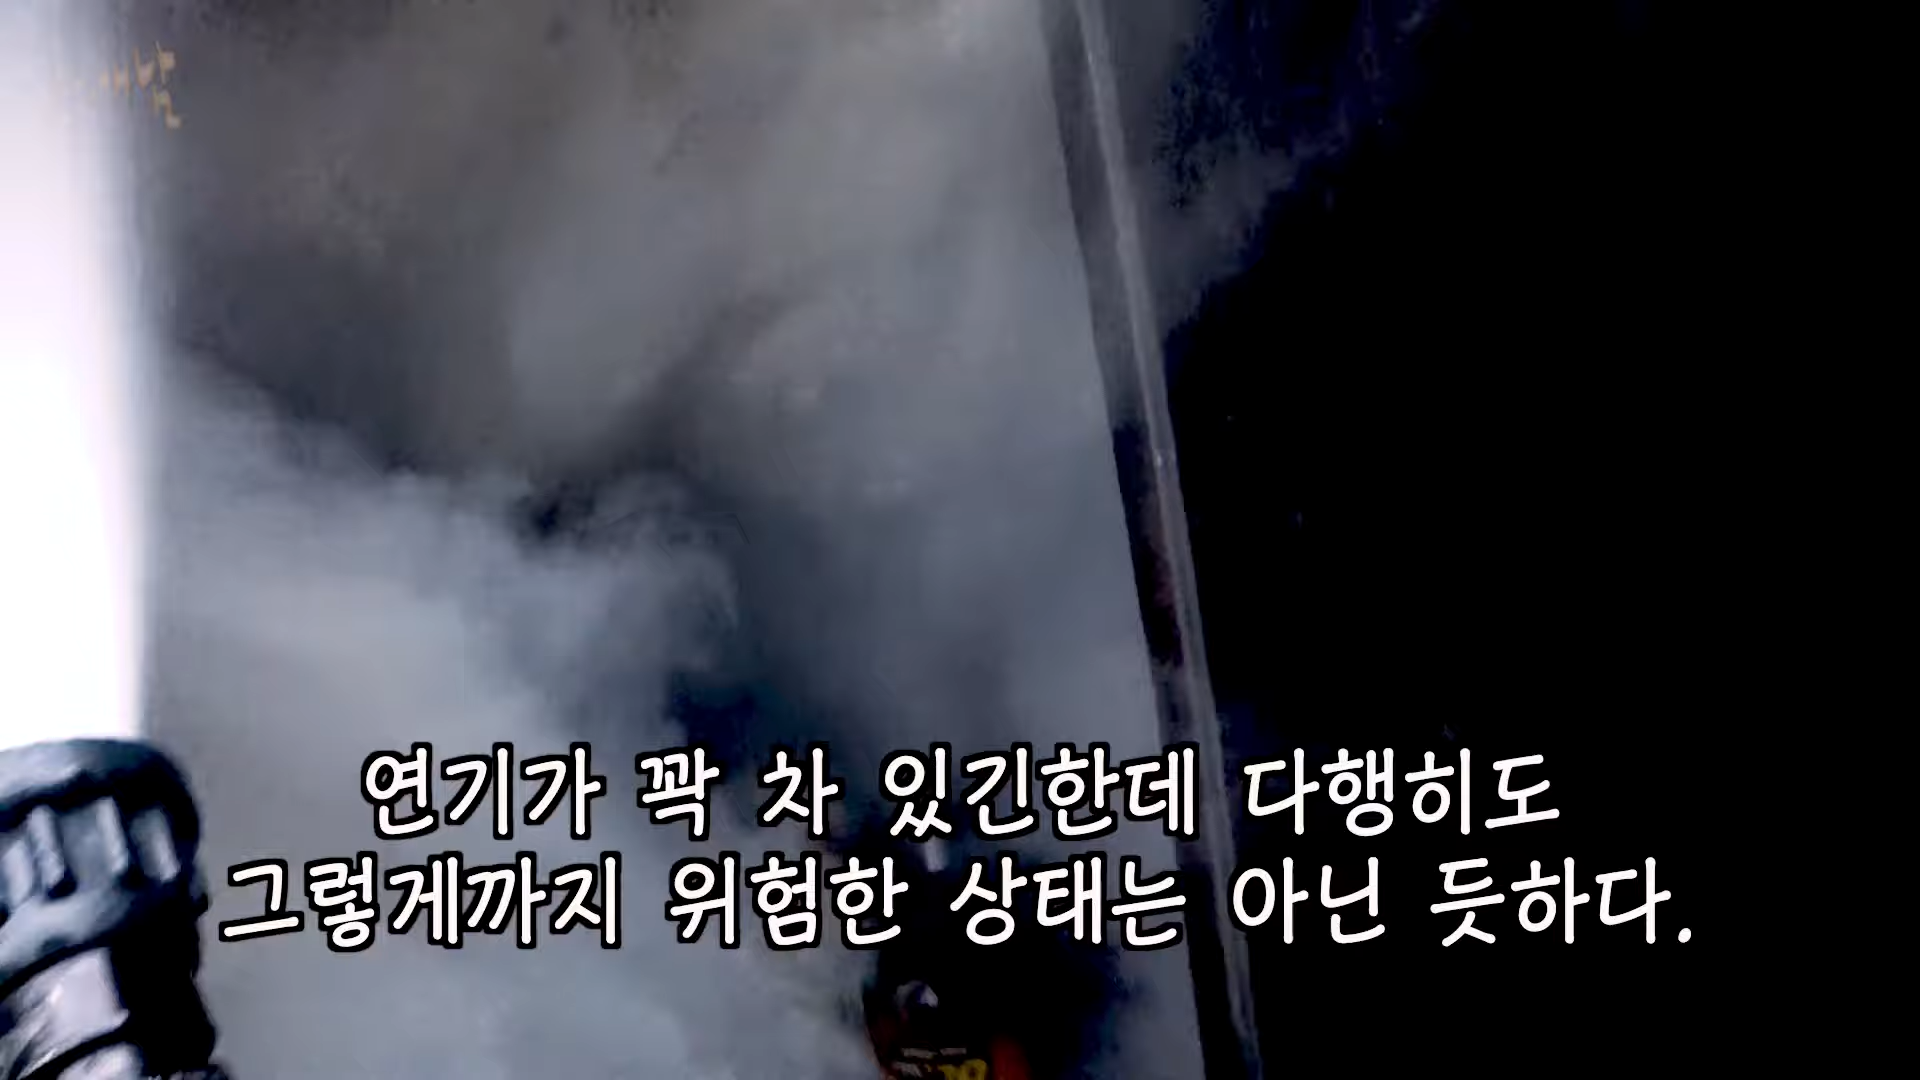 연기가 꽉 차 있긴한데 다행히도
그렇게까지 위험한 상태는 아닌 듯하다.